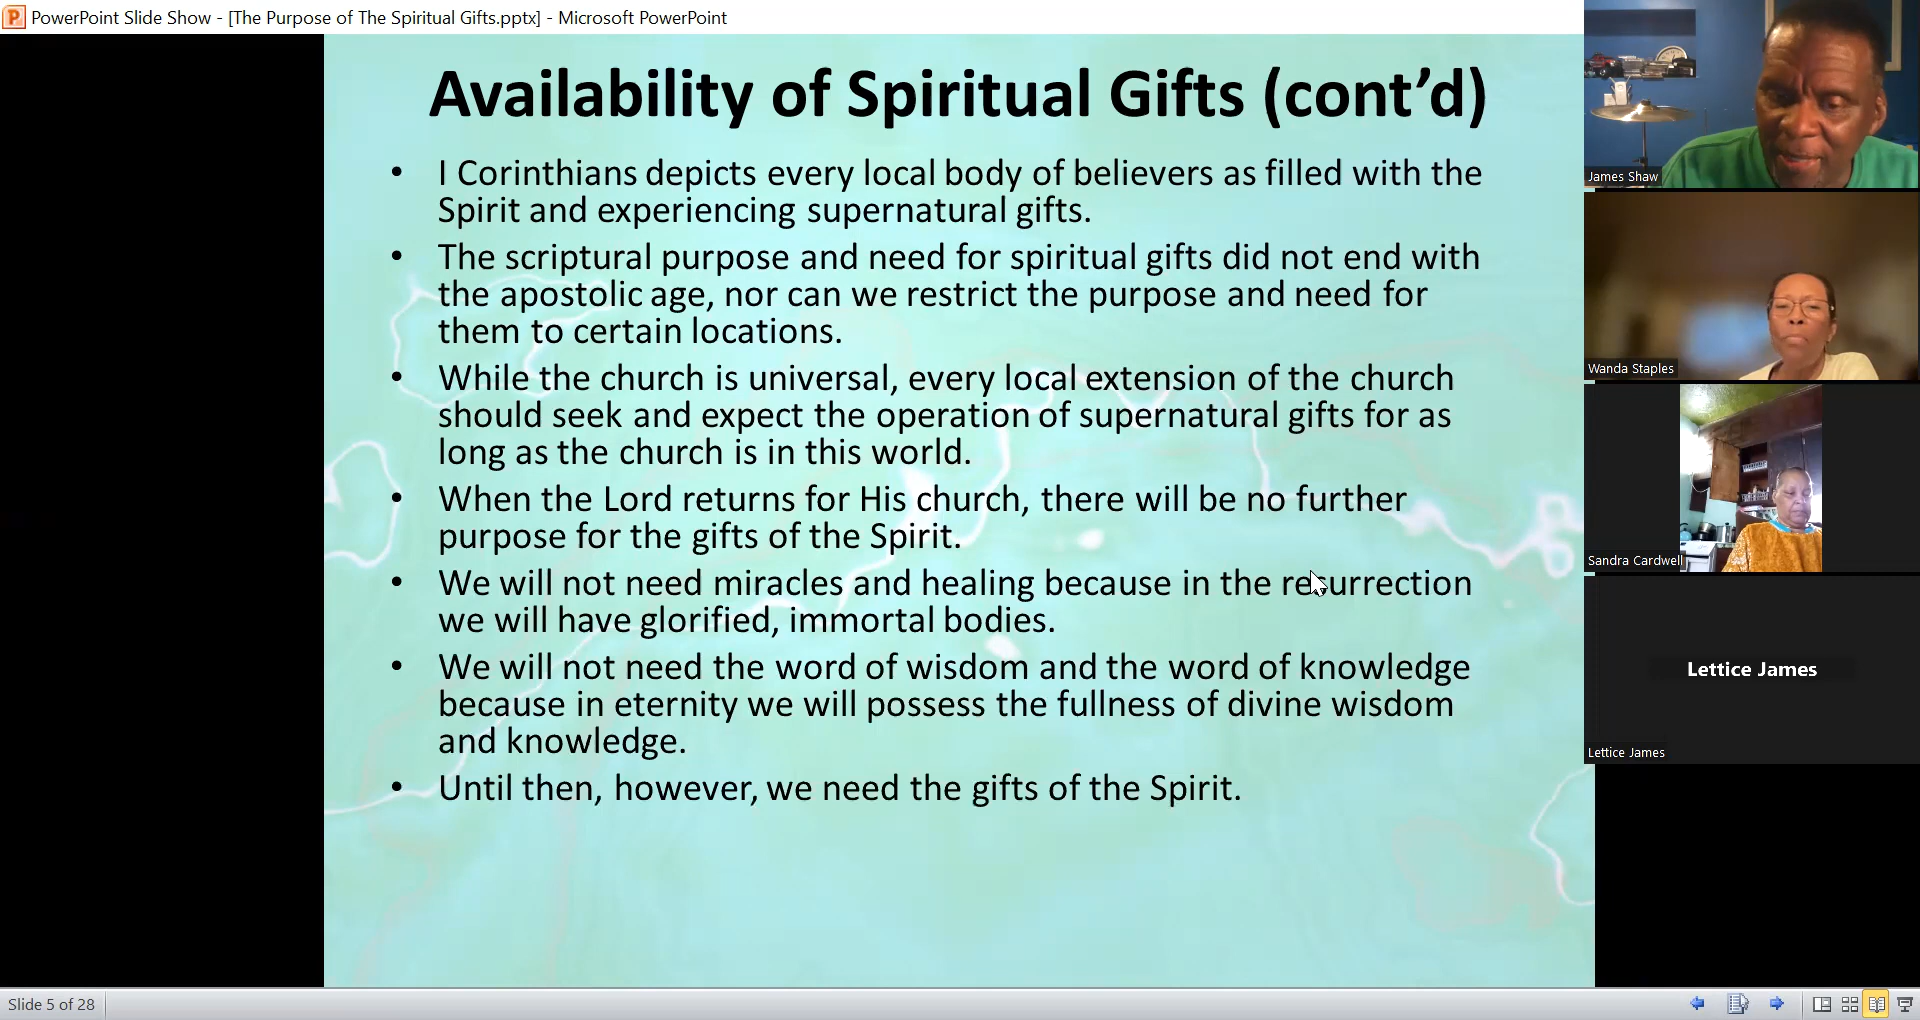 PowerPoint Slide Show - [The Purpose of The Spiritual Gifts.pptx] - Microsoft PowerPoint
Availability of Spiritual Gifts (cont’d)
• I Corinthians depicts every local body of believers as filled with the
Spirit and experiencing supernatural gifts.
• The scriptural purpose and need for spiritual gifts did not end with
the apostolic age, nor can we restrict the purpose and need for
them to certain locations.
• While the church is universal, every local extension of the church
should seek and expect the operation of supernatural gifts for as
long as the church is in this world.
• When the Lord returns for His church, there will be no further
purpose for the gifts of the Spirit.
• We will not need miracles and healing because in the resurrection
we will have glorified, immortal bodies.
• We will not need the word of wisdom and the word of knowledge
because in eternity we will possess the fullness of divine wisdom
and knowledge.
• Until then, however, we need the gifts of the Spirit.
James Shaw
Wanda Staples
Sandra Cardwell
Lettice James
Lettice James
Slide 5 of 28